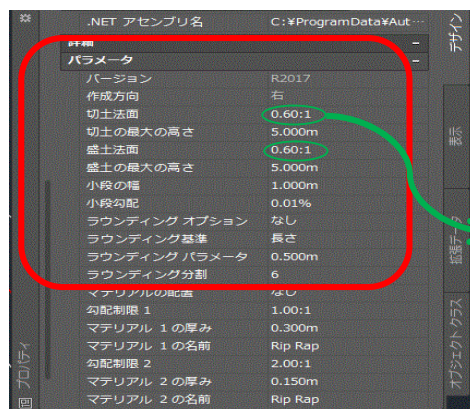 .NET アセンブリ名 C:¥ProgramData¥Aut…
詳細
パラメータ
バージョン R2017
作成方向 右
切土法面 0.60:1
切土の最大の高さ 5.000m
盛土法面 0.60:1
盛土の最大の高さ 5.000m
小段の幅 1.000m
小段勾配 0.01%
ラウンディング オプション なし
ラウンディング基準 長さ
ラウンディング パラメータ 0.500m
ラウンディング分割 6
マテリアルの配置 なし
勾配制限 1 1.00:1
マテリアル 1 の厚み 0.300m
マテリアル 1 の名前 Rip Rap
勾配制限 2 2.00:1
マテリアル 2 の厚み 0.150m
マテリアル 2 の名前 Rip Rap
プロパティ
デザイン
表示
拡張データ
オブジェクト クラス